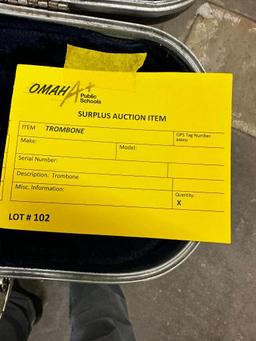 OMAHA+
Public
Schools
SURPLUS AUCTION ITEM
ITEM TROMBONE
OPS Tag Number
Make:
Model:
Serial Number:
Description: Trombone
Misc. Information:
Quantity
X
LOT # 102